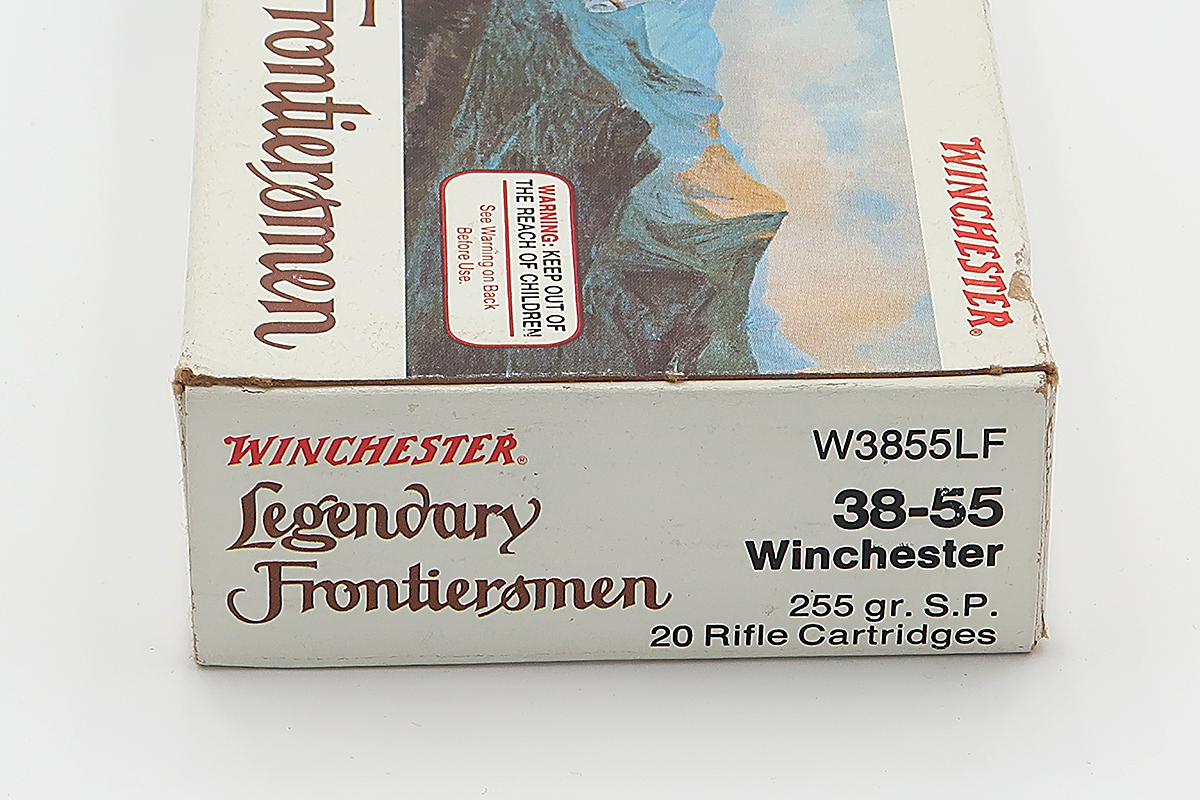 Frontiersmen
WINCHESTER®
WARNING: KEEP OUT OF
THE REACH OF CHILDREN!
See Warning on Back
Before Use.
WINCHESTER®
Legendary
Frontiersmen
W3855LF
38-55
Winchester
255 gr. S.P.
20 Rifle Cartridges